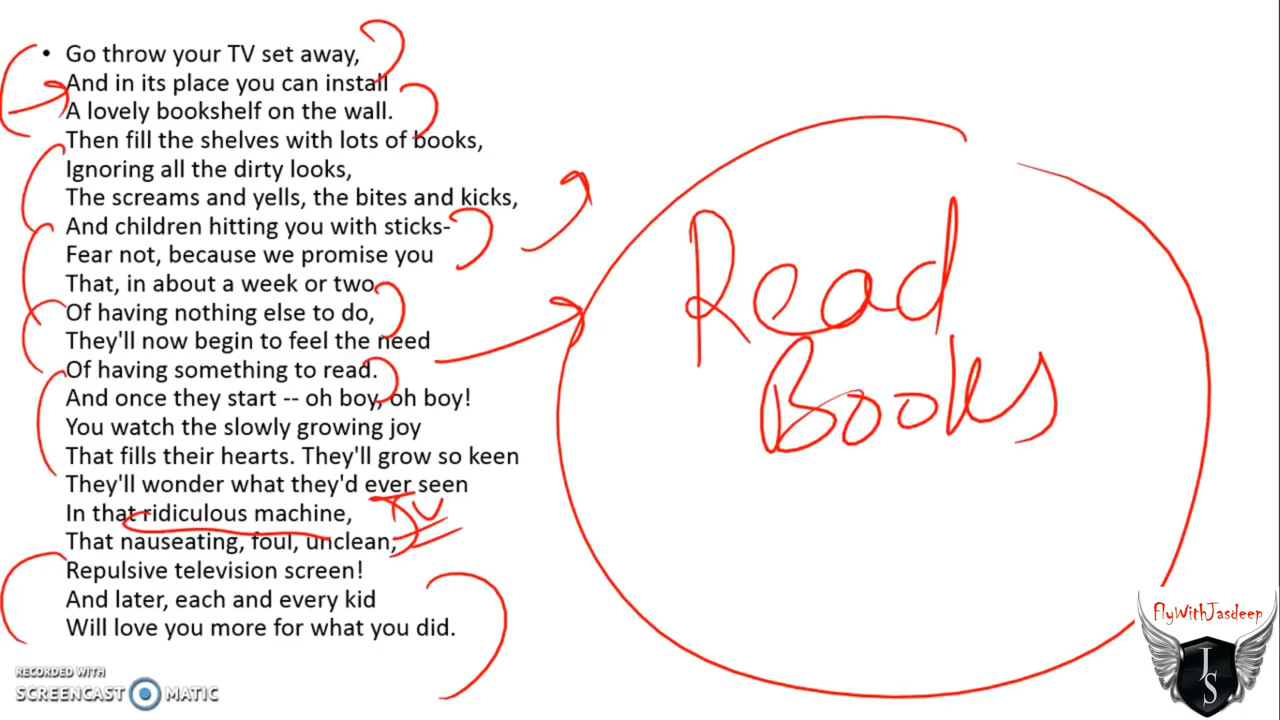 • Go throw your TV set away,
And in its place you can install
A lovely bookshelf on the wall.
Then fill the shelves with lots of books,
Ignoring all the dirty looks,
The screams and yells, the bites and kicks,
And children hitting you with sticks-
Fear not, because we promise you
That, in about a week or two
Of having nothing else to do,
They'll now begin to feel the need
Of having something to read.
And once they start -- oh boy, oh boy!
You watch the slowly growing joy
That fills their hearts. They'll grow so keen
They'll wonder what they'd ever seen
In that ridiculous machine,
TV
That nauseating, foul, unclean,
Repulsive television screen!
And later, each and every kid
Will love you more for what you did.
Read
Books
RECORDED WITH
SCREENCAST MATIC
FlyWithJasdeep
JS